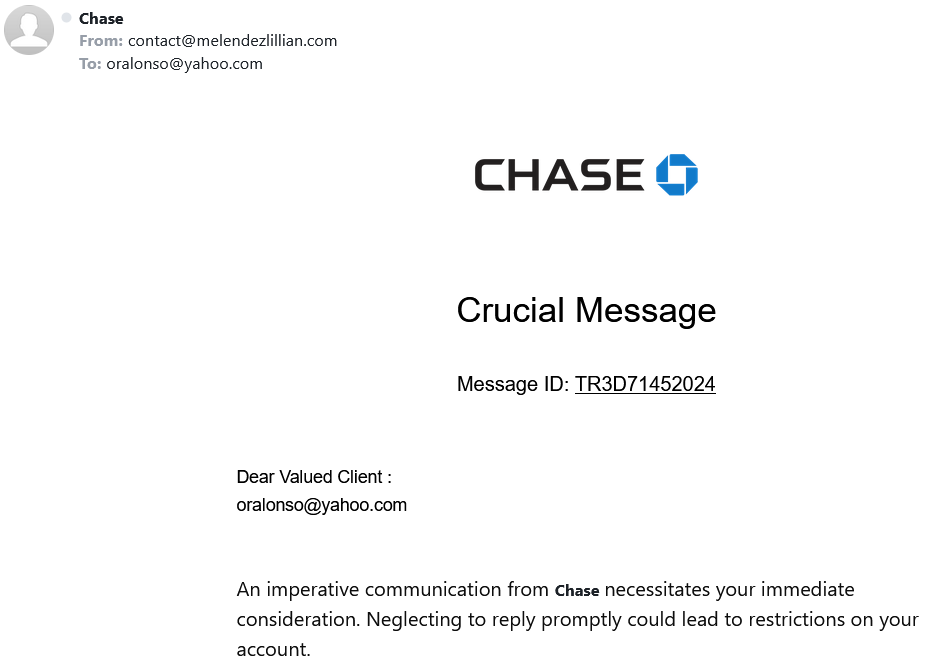 Chase
From: contact@melendezlillian.com
To: oralonso@yahoo.com
CHASE
Crucial Message
Message ID: TR3D71452024
Dear Valued Client :
oralonso@yahoo.com
An imperative communication from Chase necessitates your immediate
consideration. Neglecting to reply promptly could lead to restrictions on your
account.